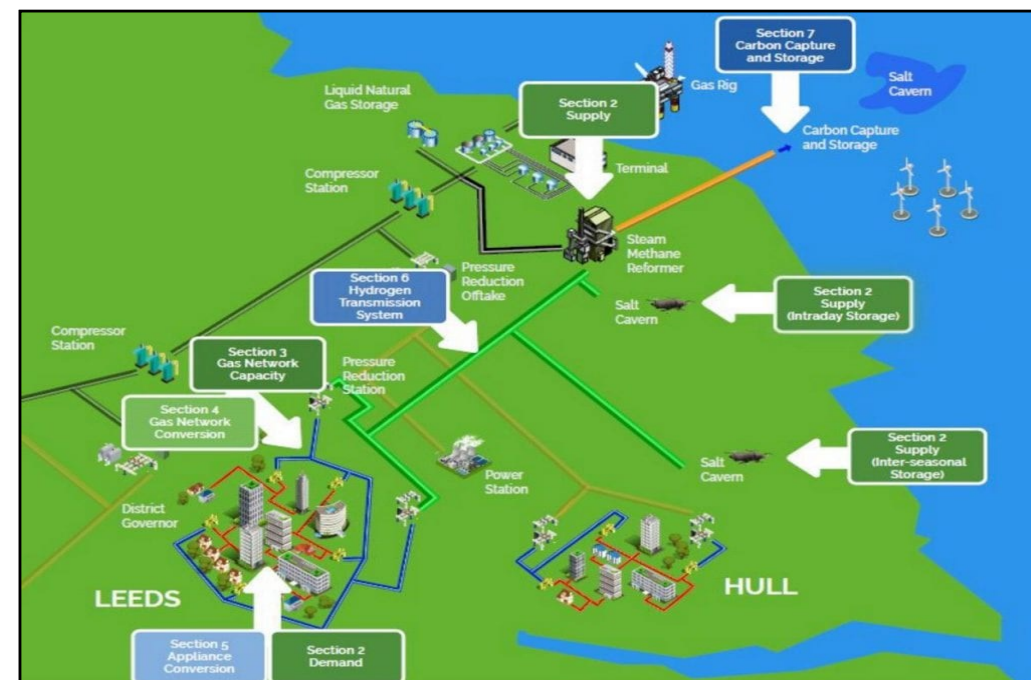 Section 7
Carbon Capture
and Storage
Gas Rig
Salt
Cavern
Liquid Natural
Gas Storage
Section 2
Supply
Carbon Capture
and Storage
Terminal
Compressor
Station
Steam
Methane
Reformer
Pressure
Reduction
Offtake
Section 6
Hydrogen
Transmission
System
Salt
Cavern
Section 2
Supply
(Intraday Storage)
Compressor
Station
Section 3
Gas Network
Capacity
Pressure
Reduction
Station
Section 4
Gas Network
Conversion
Section 2
Supply
(Inter-seasonal
Storage)
Salt
Cavern
Power
Station
District
Governor
LEEDS
HULL
Section 5
Appliance
Conversion
Section 2
Demand